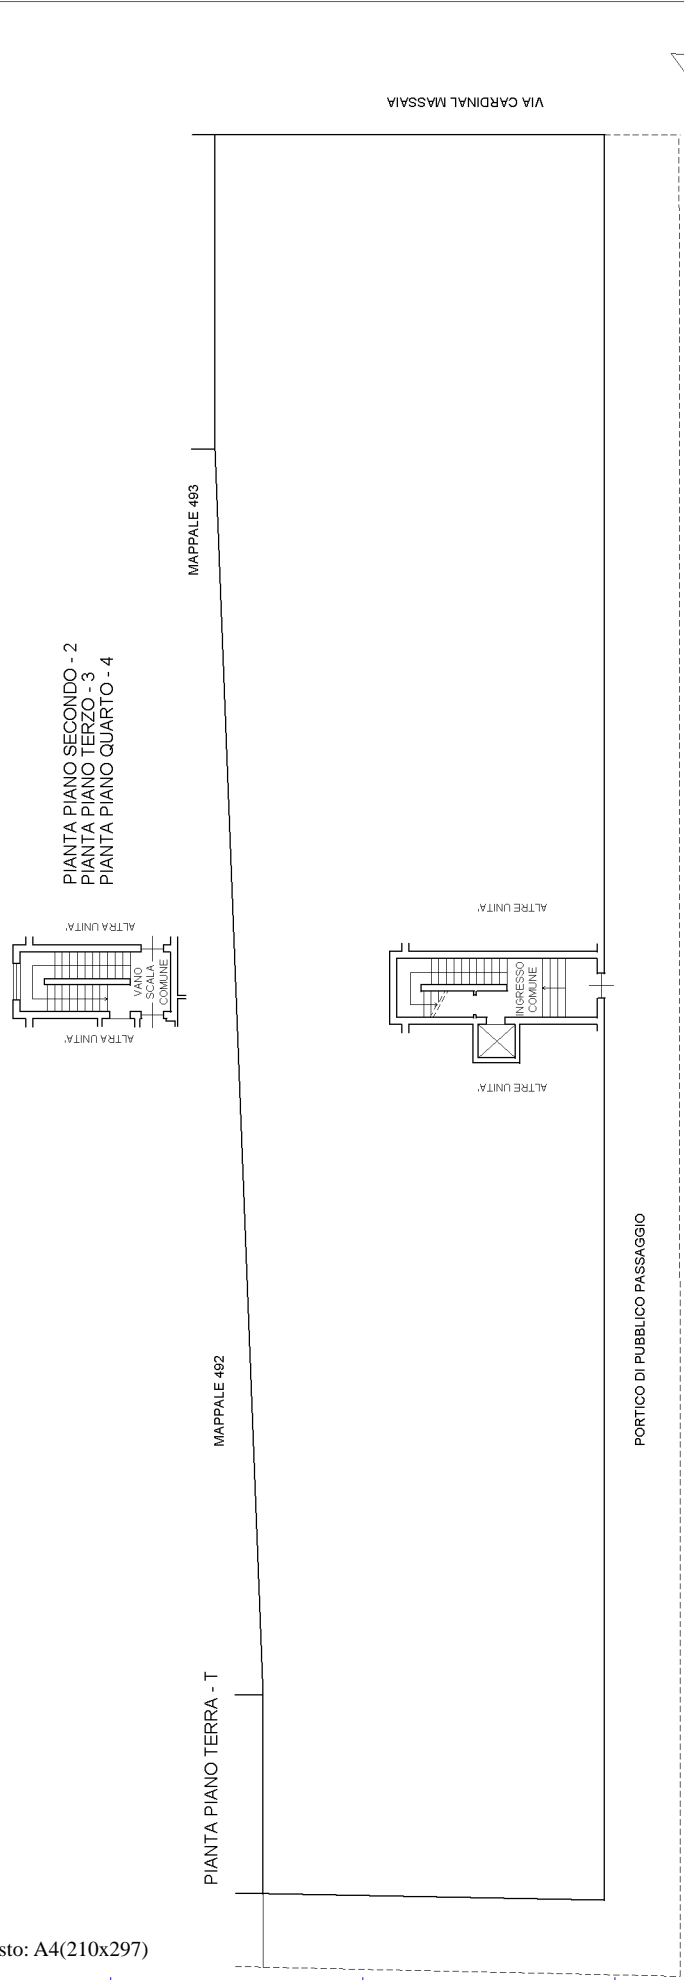 VIA CARDINAL MASSAIA
MAPPALE 493
PIANTA PIANO SECONDO - 2
PIANTA PIANO TERZO - 3
PIANTA PIANO QUARTO - 4
ALTRA UNITA'
VANO
SCALA
COMUNE
ALTRA UNITA'
ALTRE UNITA'
INGRESSO
COMUNE
ALTRE UNITA'
PORTICO DI PUBBLICO PASSAGGIO
MAPPALE 492
PIANTA PIANO TERRA - T
sto: A4(210x297)